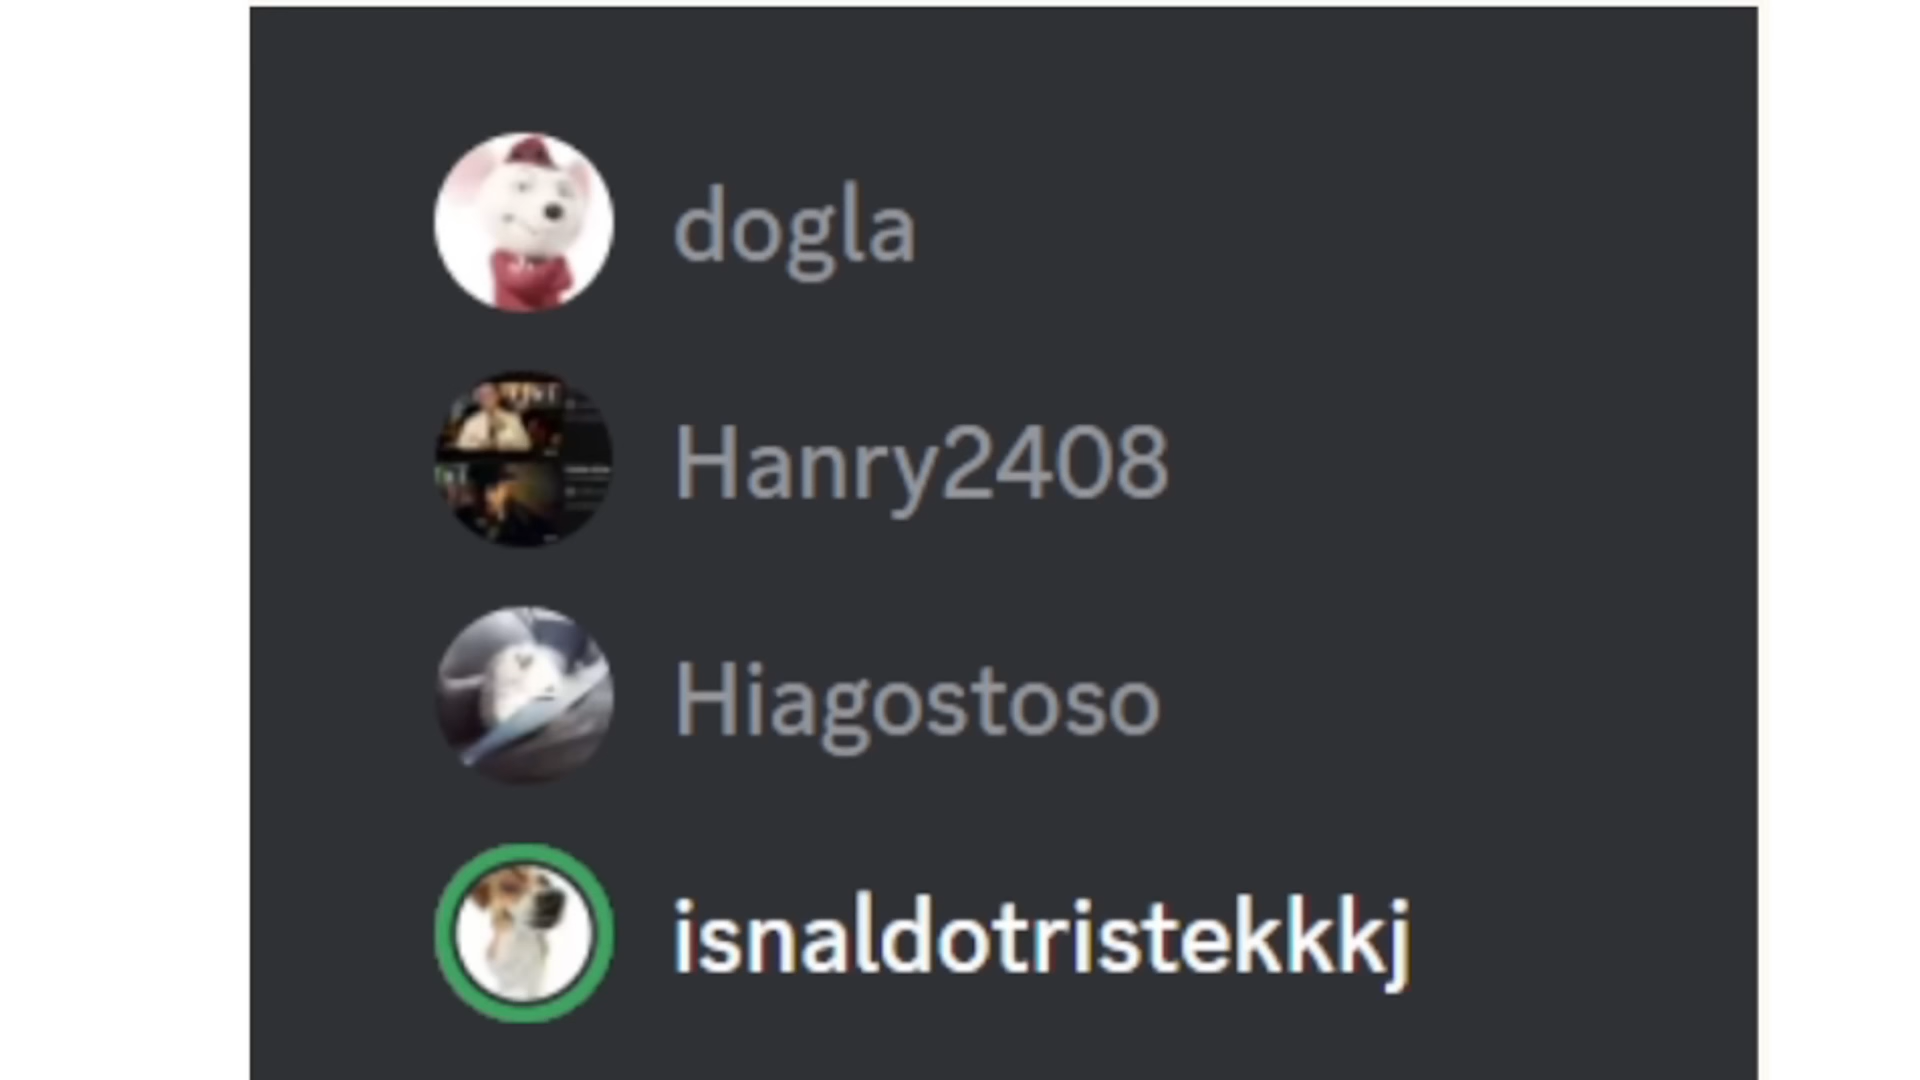 dogla
Hanry2408
Hiagostoso
isnaldotristekkkj